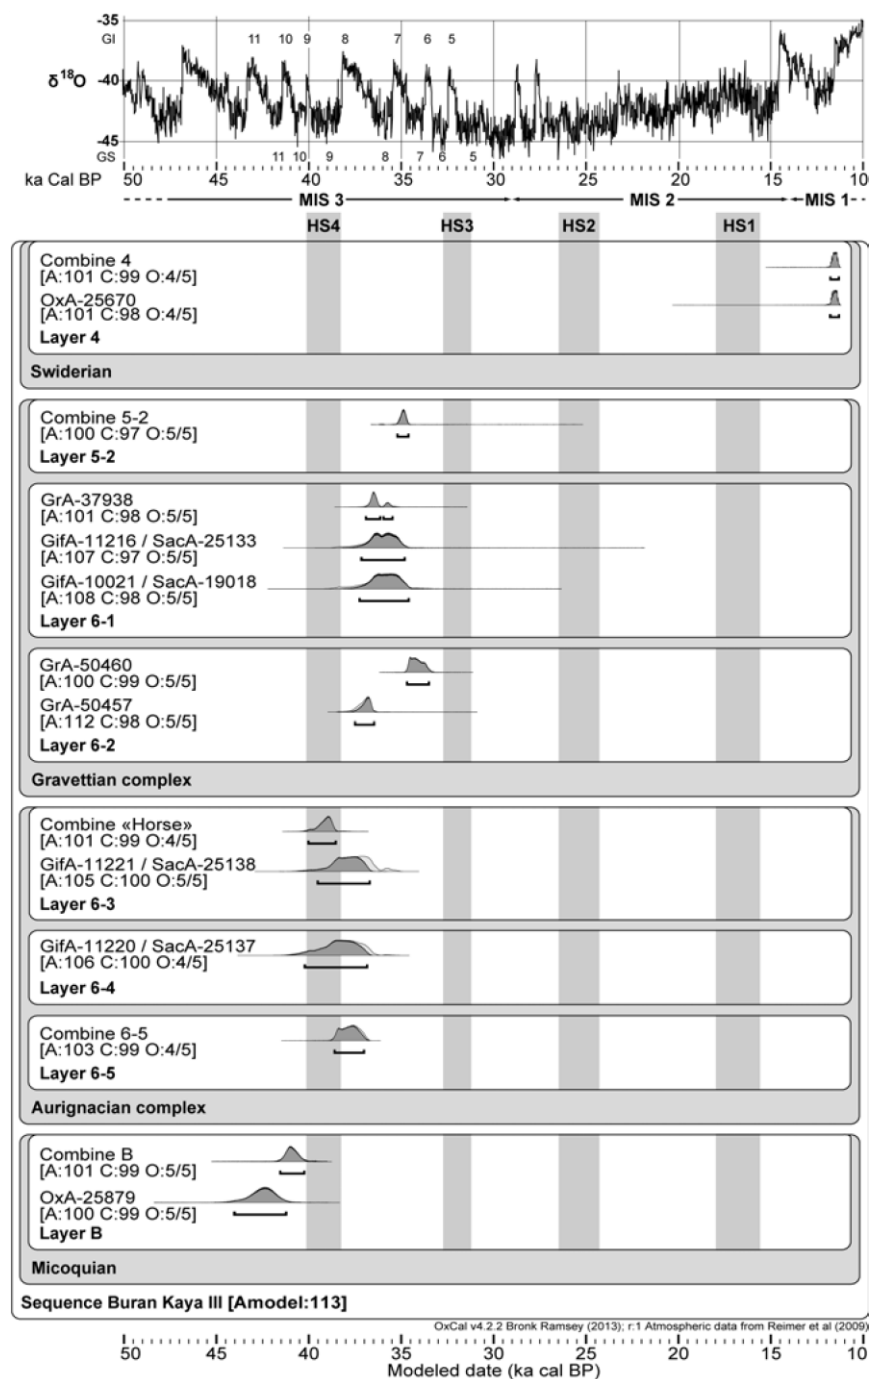 -35
GI
11 10 9 8 7 6 5
δ18O
-40
-45
GS
11 10 9 8 7 6 5
ka Cal BP
50 45 40 35 30 25 20 15 10
MIS 3 MIS 2 MIS 1
HS4 HS3 HS2 HS1
Combine 4
[A:101 C:99 O:4/5]
OxA-25670
[A:101 C:98 O:4/5]
Layer 4
Swiderian
Combine 5-2
[A:100 C:97 O:5/5]
Layer 5-2
GrA-37938
[A:101 C:98 O:5/5]
GifA-11216 / SacA-25133
[A:107 C:97 O:5/5]
GifA-10021 / SacA-19018
[A:108 C:98 O:5/5]
Layer 6-1
GrA-50460
[A:100 C:99 O:5/5]
GrA-50457
[A:112 C:98 O:5/5]
Layer 6-2
Gravettian complex
Combine «Horse»
[A:101 C:99 O:4/5]
GifA-11221 / SacA-25138
[A:105 C:100 O:5/5]
Layer 6-3
GifA-11220 / SacA-25137
[A:106 C:100 O:4/5]
Layer 6-4
Combine 6-5
[A:103 C:99 O:4/5]
Layer 6-5
Aurignacian complex
Combine B
[A:101 C:99 O:5/5]
OxA-25879
[A:100 C:99 O:5/5]
Layer B
Micoquian
Sequence Buran Kaya III [Amodel:113]
OxCal v4.2.2 Bronk Ramsey (2013); r:1 Atmospheric data from Reimer et al (2009)
50 45 40 35 30 25 20 15 10
Modeled date (ka cal BP)